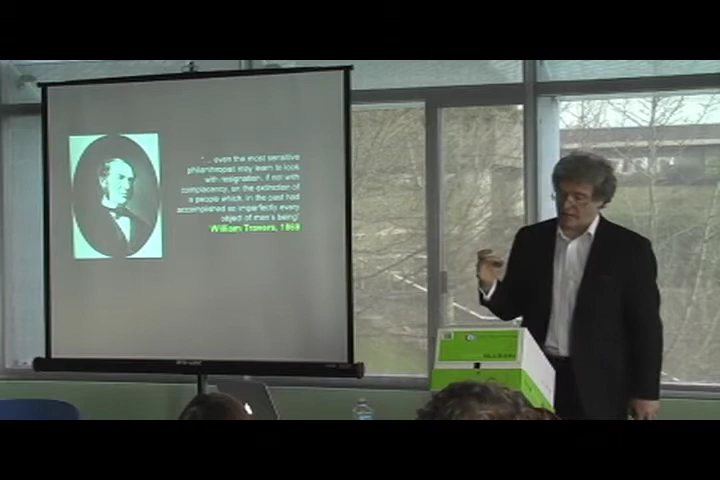 "... even the most sensitive
philanthropist may learn to look
with resignation, if not with
complacency, on the extinction of
a people which, in the past had
accomplished so imperfectly every
object of man's being"
William Travers, 1869